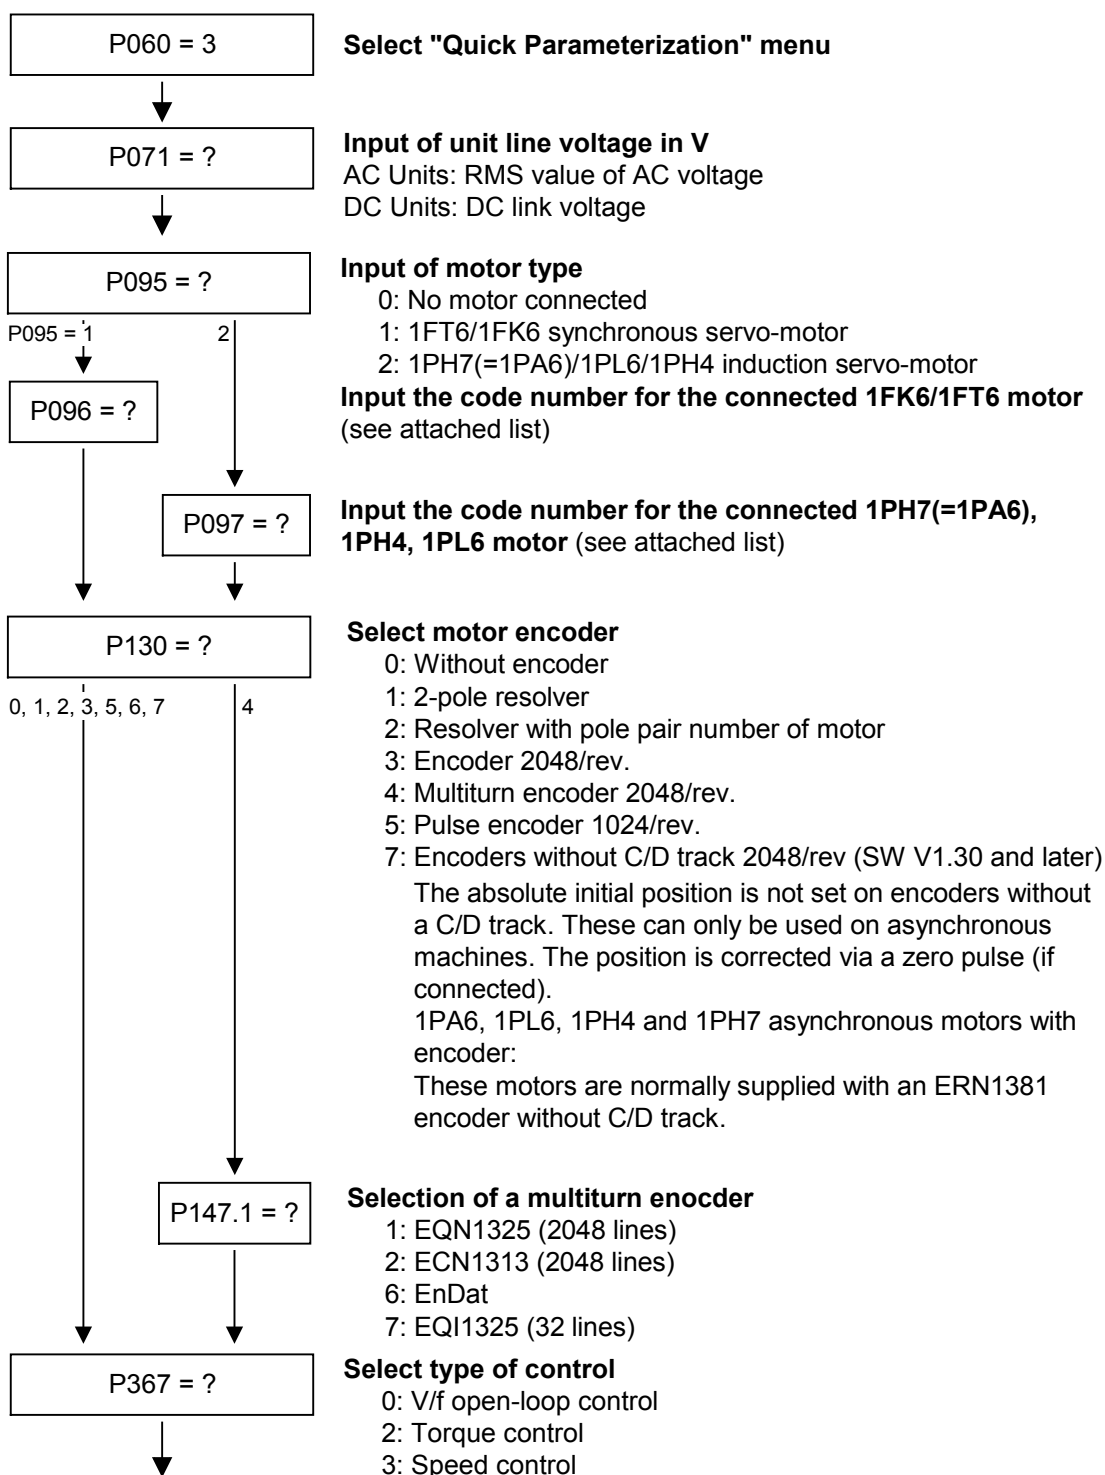 P060 = 3
Select "Quick Parameterization" menu
P071 = ?
Input of unit line voltage in V
AC Units: RMS value of AC voltage
DC Units: DC link voltage
P095 = ?
Input of motor type
0: No motor connected
P095 = 1
2
1: 1FT6/1FK6 synchronous servo-motor
2: 1PH7(=1PA6)/1PL6/1PH4 induction servo-motor
P096 = ?
Input the code number for the connected 1FK6/1FT6 motor
(see attached list)
P097 = ?
Input the code number for the connected 1PH7(=1PA6),
1PH4, 1PL6 motor (see attached list)
P130 = ?
Select motor encoder
0: Without encoder
0, 1, 2, 3, 5, 6, 7
4
1: 2-pole resolver
2: Resolver with pole pair number of motor
3: Encoder 2048/rev.
4: Multiturn encoder 2048/rev.
5: Pulse encoder 1024/rev.
7: Encoders without C/D track 2048/rev (SW V1.30 and later)
The absolute initial position is not set on encoders without
a C/D track. These can only be used on asynchronous
machines. The position is corrected via a zero pulse (if
connected).
1PA6, 1PL6, 1PH4 and 1PH7 asynchronous motors with
encoder:
These motors are normally supplied with an ERN1381
encoder without C/D track.
P147.1 = ?
Selection of a multiturn enocder
1: EQN1325 (2048 lines)
2: ECN1313 (2048 lines)
6: EnDat
7: EQI1325 (32 lines)
P367 = ?
Select type of control
0: V/f open-loop control
2: Torque control
3: Speed control